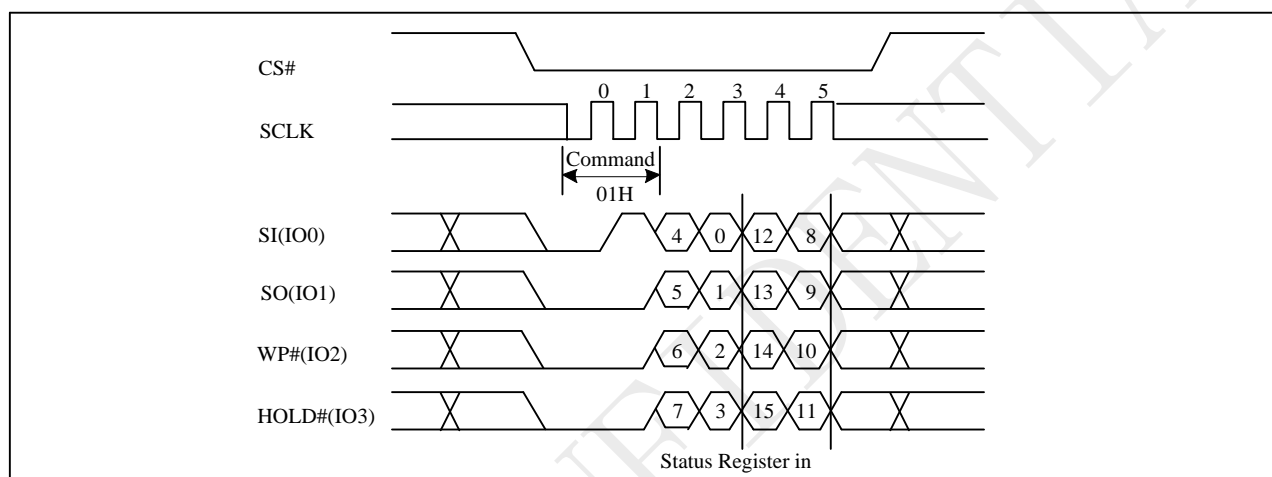 CS#
0 1 2 3 4 5
SCLK
Command
01H
SI(IO0) 4 0 12 8
SO(IO1) 5 1 13 9
WP#(IO2) 6 2 14 10
HOLD#(IO3) 7 3 15 11
Status Register in